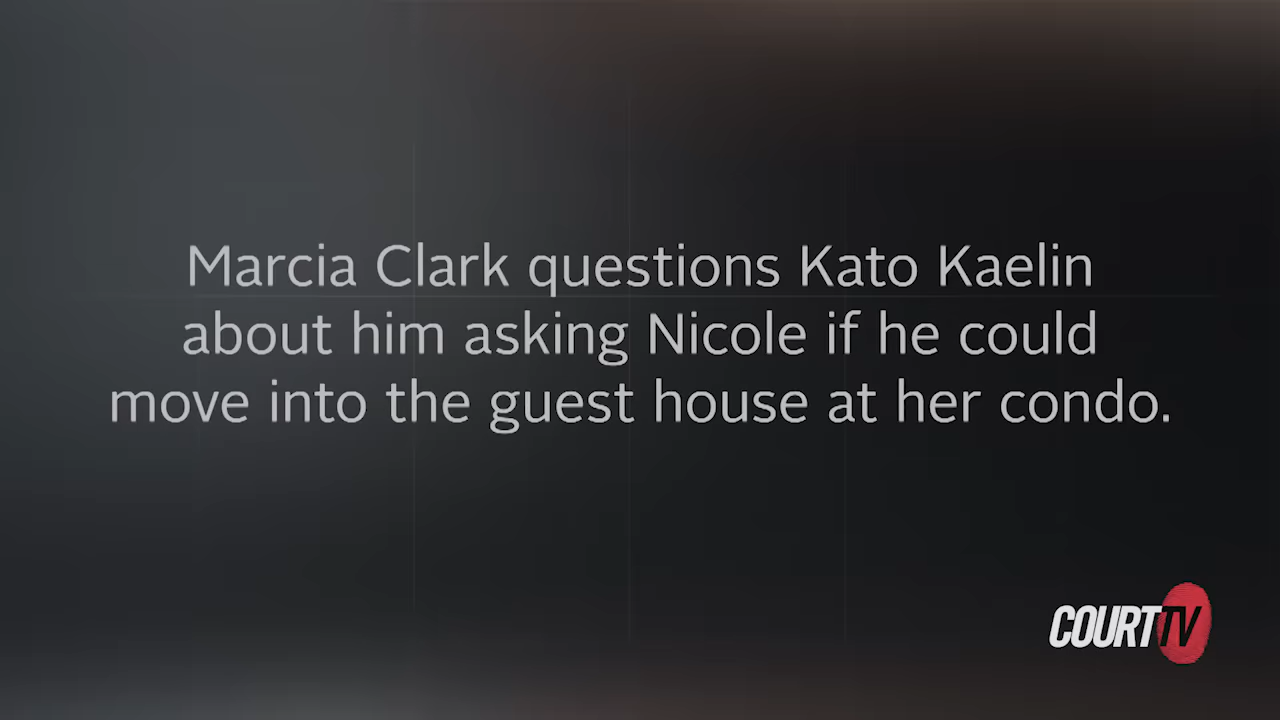 Marcia Clark questions Kato Kaelin
about him asking Nicole if he could
move into the guest house at her condo.
COURT TV